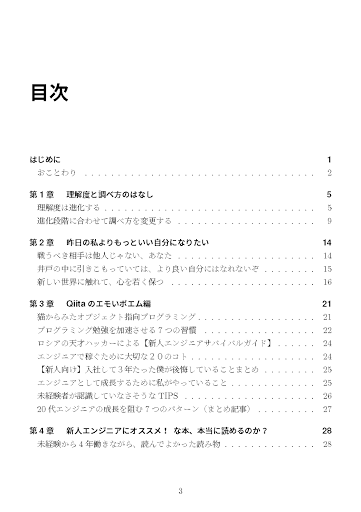 目次
はじめに 1
おことわり 2
第 1 章 理解度と調べ方のはなし 5
理解度は進化する 5
進化段階に合わせて調べ方を変更する 9
第 2 章 昨日の私よりもっといい自分になりたい 14
戦うべき相手は他人じゃない、あなた 14
井戸の中に引きこもっていては、より良い自分にはなれないぞ 15
新しい世界に触れて、心を若く保つ 16
第 3 章 Qiita のエモいポエム編 21
猫からみたオブジェクト指向プログラミング 21
プログラミング勉強を加速させる 7 つの習慣 22
ロシアの天才ハッカーによる【新人エンジニアサバイバルガイド】 24
エンジニアで稼ぐために大切な２０のコト 24
【新人向け】入社して３年たった僕が後悔していることまとめ 25
エンジニアとして成長するために私がやっていること 25
未経験者が認識していなさそうな TIPS 26
20 代エンジニアの成長を阻む 7 つのパターン（まとめ記事） 27
第 4 章 新人エンジニアにオススメ！ な本、本当に読めるのか？ 28
未経験から 4 年働きながら、読んでよかった読み物 28
3